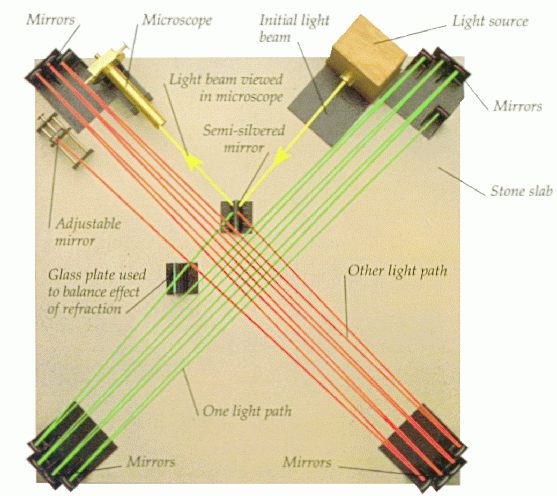 Mirrors
Microscope
Initial light
beam
Light source
Light beam viewed
in microscope
Mirrors
Semi-silvered
mirror
Stone slab
Adjustable
mirror
Glass plate used
to balance effect
of refraction
Other light path
One light path
Mirrors
Mirrors